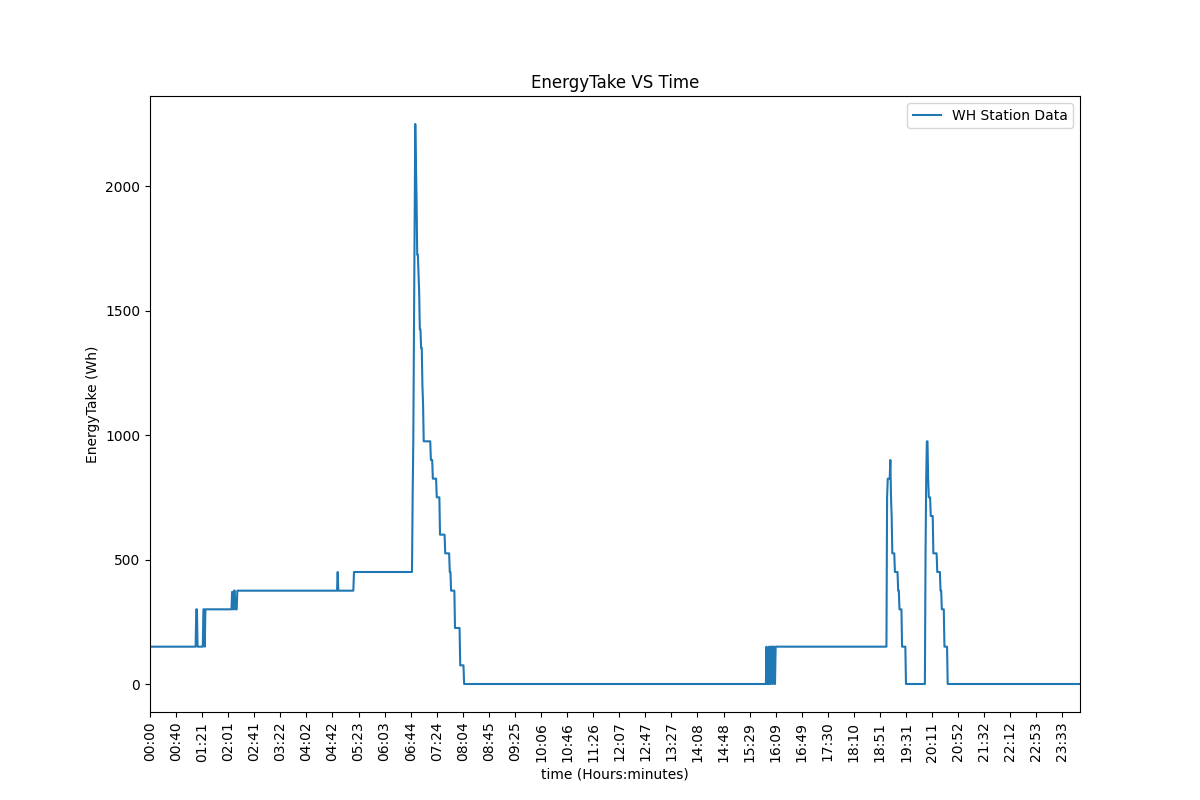 EnergyTake VS Time
WH Station Data
EnergyTake (Wh)
2000
1500
1000
500
0
00:00 00:40 01:21 02:01 02:41 03:22 04:02 04:42 05:23 06:03 06:44 07:24 08:04 08:45 09:25 10:06 10:46 11:26 12:07 12:47 13:27 14:08 14:48 15:29 16:09 16:49 17:30 18:10 18:51 19:31 20:11 20:52 21:32 22:12 22:53 23:33
time (Hours:minutes)